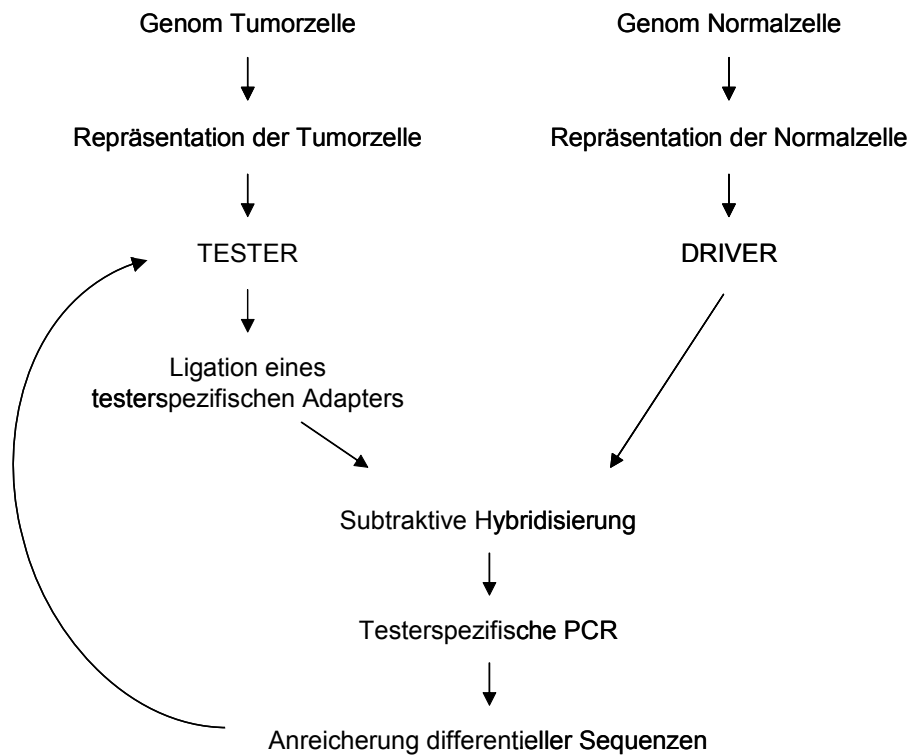 Genom Tumorzelle
Genom Normalzelle
Repräsentation der Tumorzelle
Repräsentation der Normalzelle
TESTER
DRIVER
Ligation eines
testerspezifischen Adapters
Subtraktive Hybridisierung
Testerspezifische PCR
Anreicherung differentieller Sequenzen